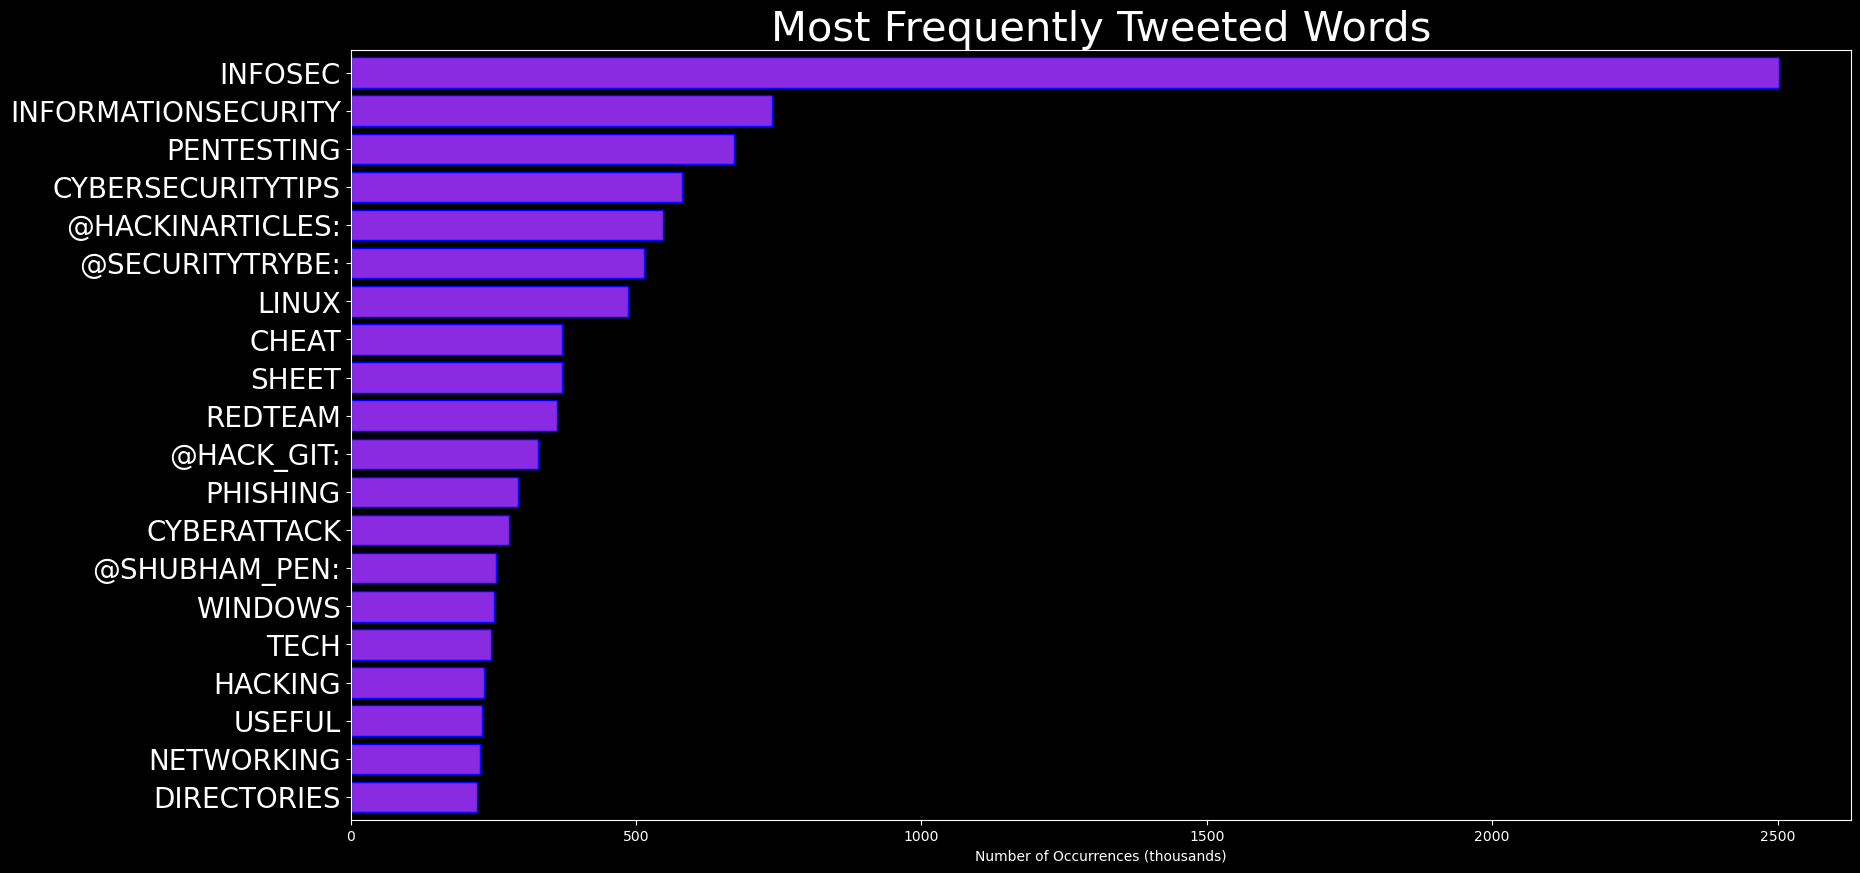 Most Frequently Tweeted Words
INFOSEC
INFORMATIONSECURITY
PENTESTING
CYBERSECURITYTIPS
@HACKINARTICLES:
@SECURITYTRYBE:
LINUX
CHEAT
SHEET
REDTEAM
@HACK_GIT:
PHISHING
CYBERATTACK
@SHUBHAM_PEN:
WINDOWS
TECH
HACKING
USEFUL
NETWORKING
DIRECTORIES
0 500 1000 1500 2000 2500
Number of Occurrences (thousands)